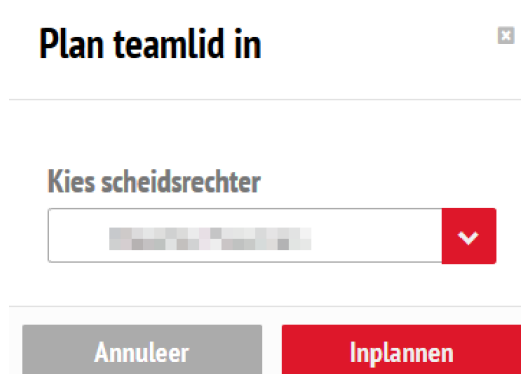 Plan teamlid in
Kies scheidsrechter
Annuleer
Inplannen